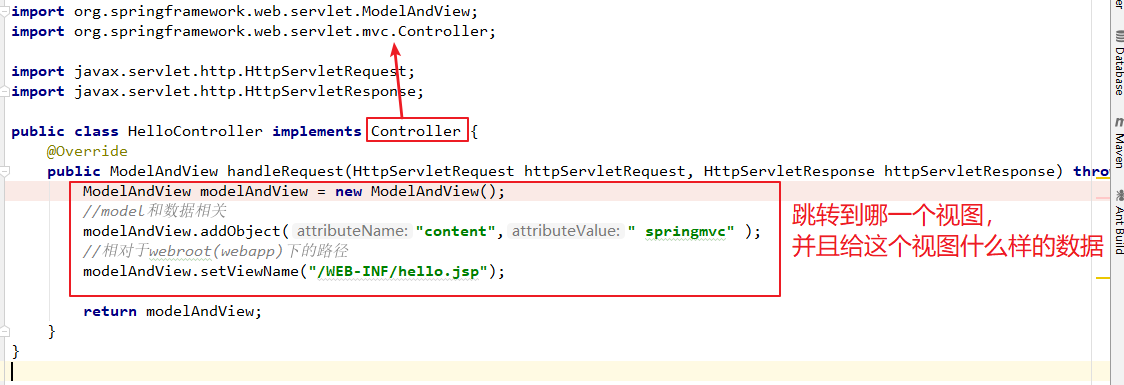 import org.springframework.web.servlet.ModelAndView;
import org.springframework.web.servlet.mvc.Controller;
import javax.servlet.http.HttpServletRequest;
import javax.servlet.http.HttpServletResponse;
public class HelloController implements Controller {
@Override
public ModelAndView handleRequest(HttpServletRequest httpServletRequest, HttpServletResponse httpServletResponse) throw
ModelAndView modelAndView = new ModelAndView();
//model和数据相关
modelAndView.addObject( attributeName: "content", attributeValue: " springmvc" );
//相对于webroot(webapp)下的路径
modelAndView.setViewName("/WEB-INF/hello.jsp");
return modelAndView;
}
}
跳转到哪一个视图，
并且给这个视图什么样的数据
Database
Maven
Ant Build